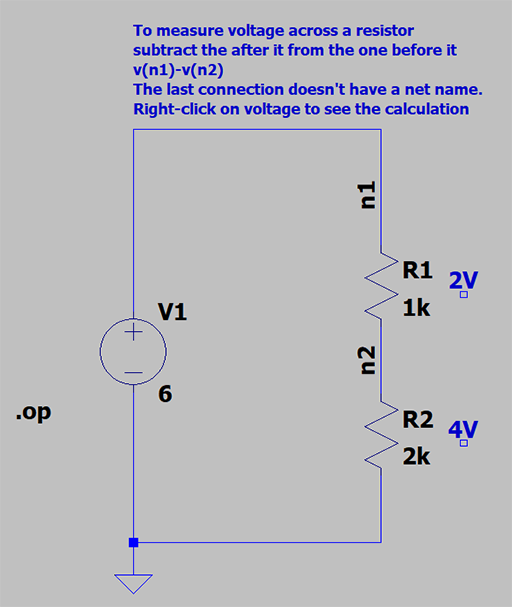 To measure voltage across a resistor
subtract the after it from the one before it
v(n1)-v(n2)
The last connection doesn't have a net name.
Right-click on voltage to see the calculation
n1
R1
2V
1k
V1
n2
6
.op
R2
4V
2k